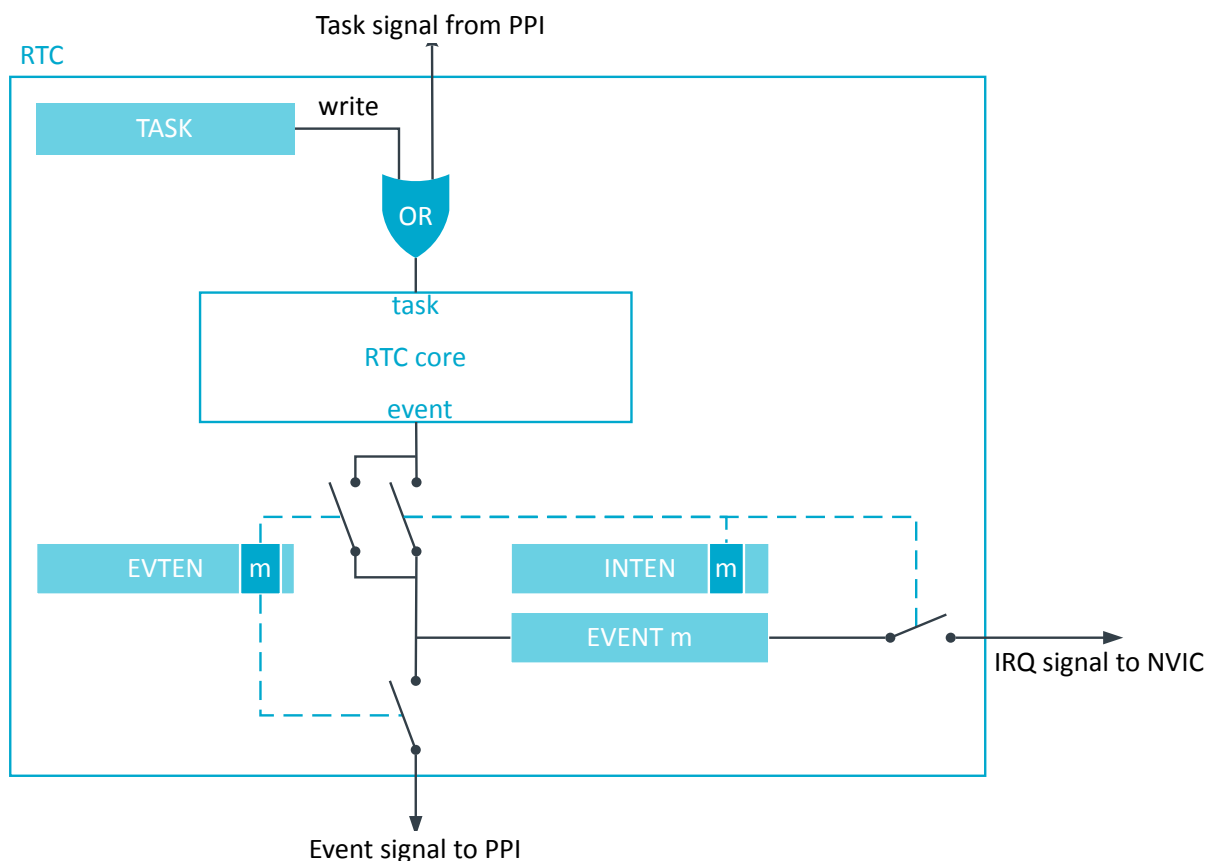 Task signal from PPI
RTC
write
TASK
OR
task
RTC core
event
EVTEN
m
INTEN
m
EVENT m
IRQ signal to NVIC
Event signal to PPI